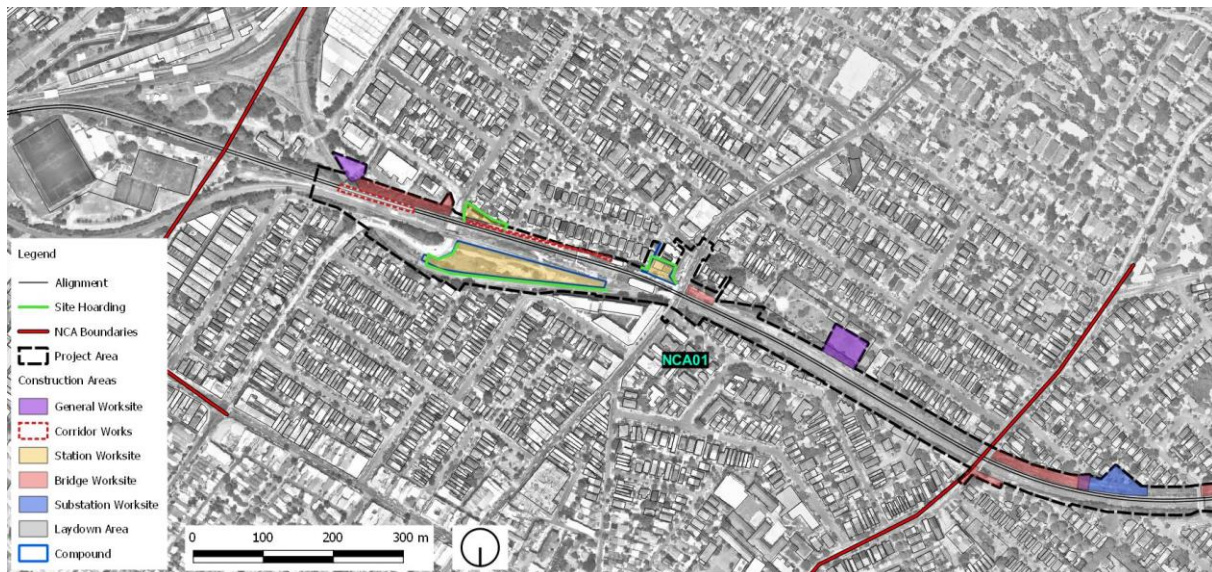 NCA01
Legend
Alignment
Site Hoarding
NCA Boundaries
Project Area
Construction Areas
General Worksite
Corridor Works
Station Worksite
Bridge Worksite
Substation Worksite
Laydown Area
Compound
0 100 200 300 m